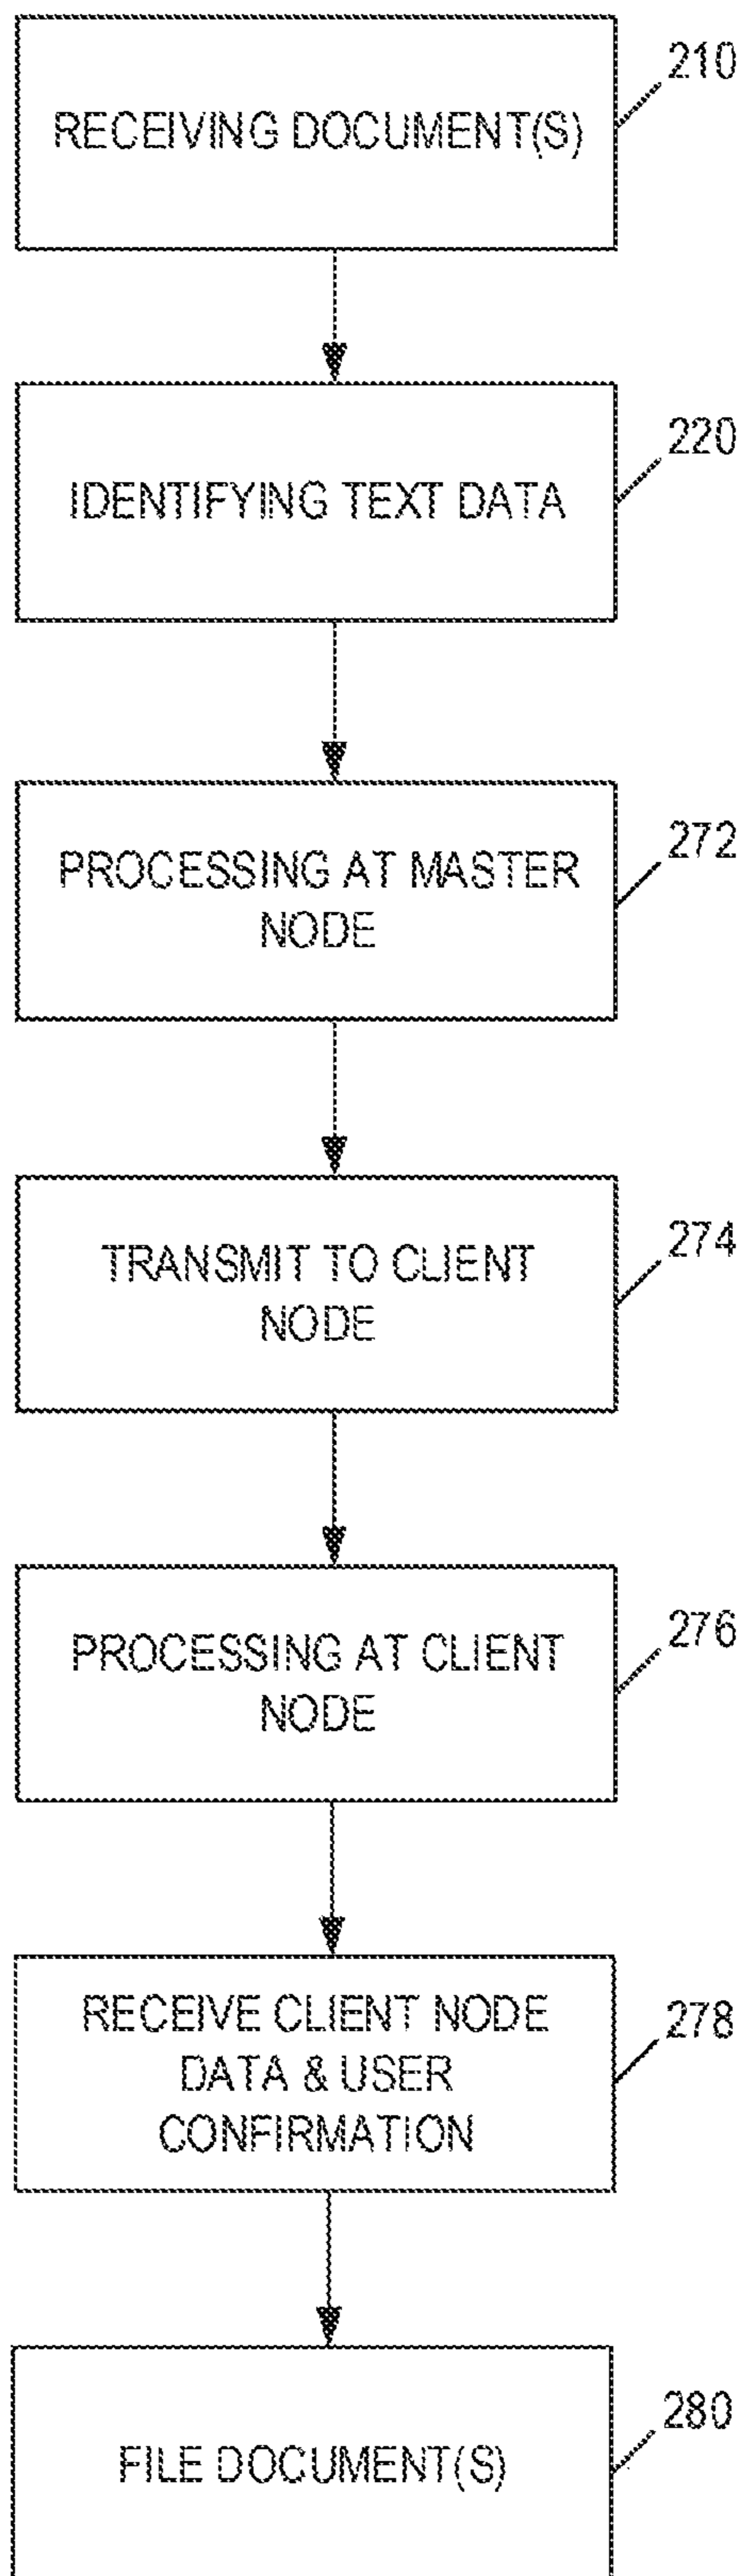 RECEIVING DOCUMENT(S)
210
IDENTIFYING TEXT DATA
220
PROCESSING AT MASTER
NODE
272
TRANSMIT TO CLIENT
NODE
274
PROCESSING AT CLIENT
NODE
276
RECEIVE CLIENT NODE
DATA & USER
CONFIRMATION
278
FILE DOCUMENT(S)
280